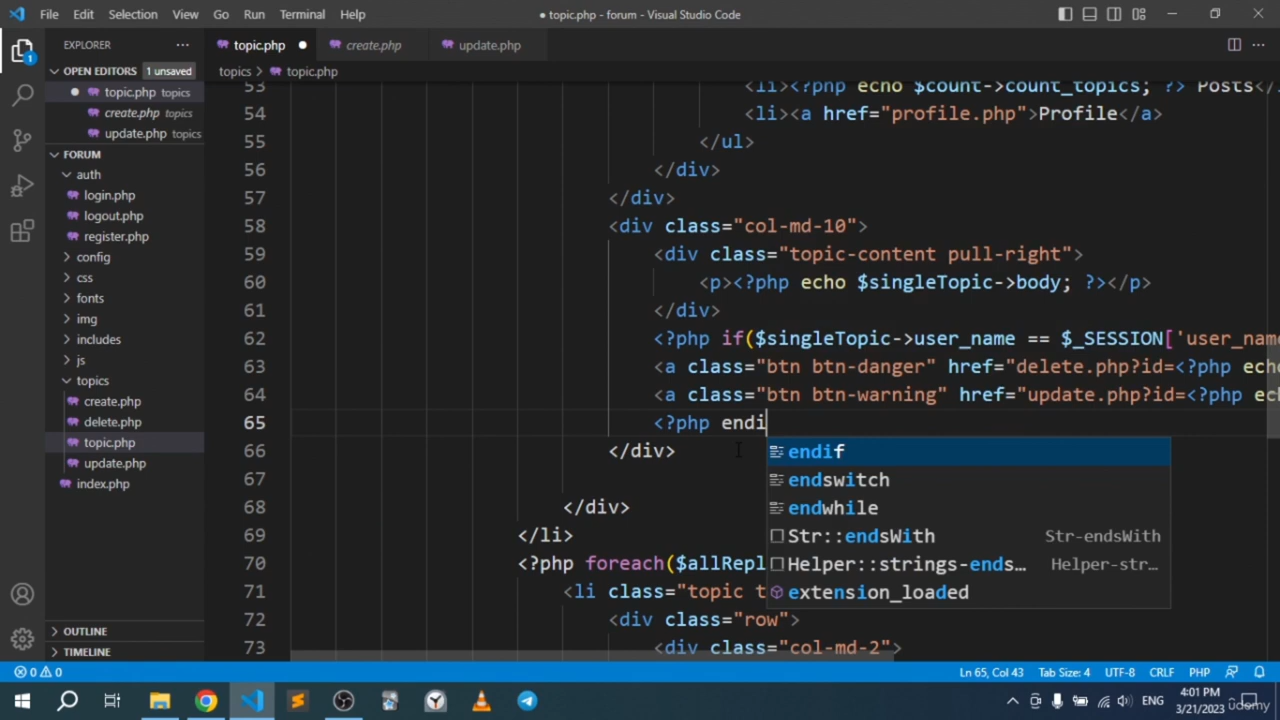 File Edit Selection View Go Run Terminal Help
● topic.php - forum - Visual Studio Code
EXPLORER
topic.php
create.php
update.php
OPEN EDITORS 1 unsaved
topics > topic.php
topic.php topics
create.php topics
update.php topics
FORUM
auth
login.php
logout.php
register.php
config
css
fonts
img
includes
js
topics
create.php
delete.php
topic.php
update.php
index.php
OUTLINE
TIMELINE
53 <li><?php echo $count->count_topics; ?> Posts</
54 <li><a href="profile.php">Profile</a>
55 </ul>
56 </div>
57 </div>
58 <div class="col-md-10">
59 <div class="topic-content pull-right">
60 <p><?php echo $singleTopic->body; ?></p>
61 </div>
62 <?php if($singleTopic->user_name == $_SESSION['user_name
63 <a class="btn btn-danger" href="delete.php?id=<?php ech
64 <a class="btn btn-warning" href="update.php?id=<?php ec
65 <?php endi
66 </div>
67
68 </div>
69 </li>
70 <?php foreach($allRepl
71 <li class="topic t
72 <div class="row">
73 <div class="col-md-2">
endif
endswitch
endwhile
Str::endsWith Str-endsWith
Helper::strings-ends... Helper-str...
extension_loaded
0 0
Ln 65, Col 43 Tab Size: 4 UTF-8 CRLF PHP
ENG
4:01 PM
3/21/2023
1
udemy